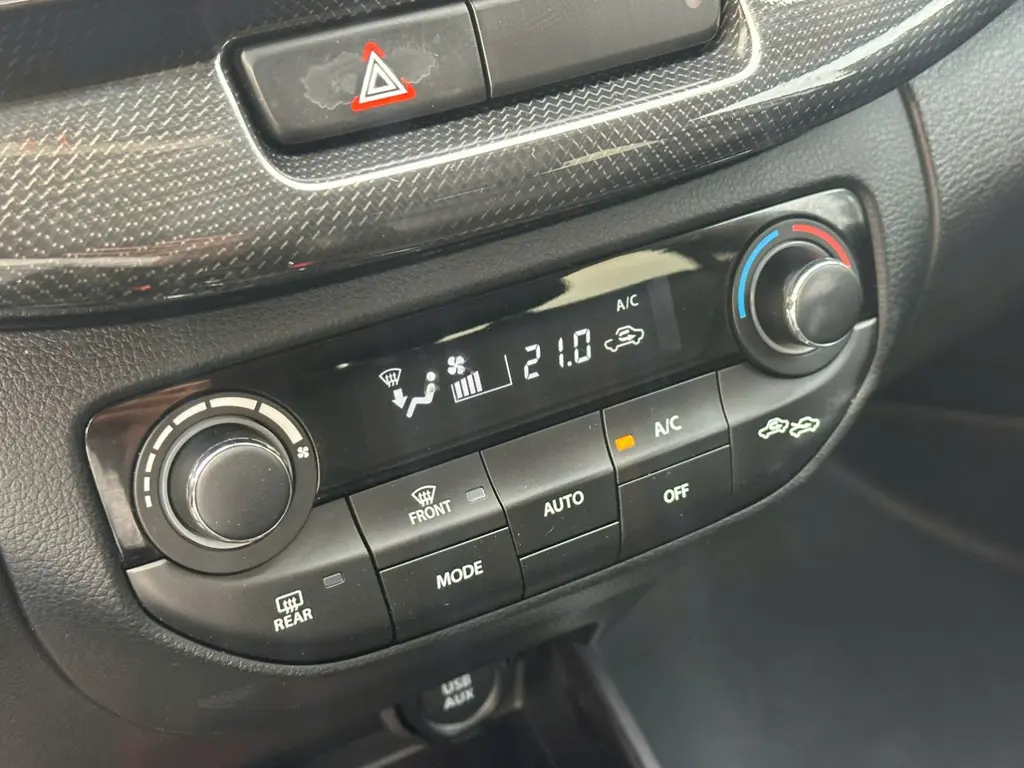 A/C
21.0
A/C
FRONT
AUTO
OFF
MODE
REAR
USB
AUX